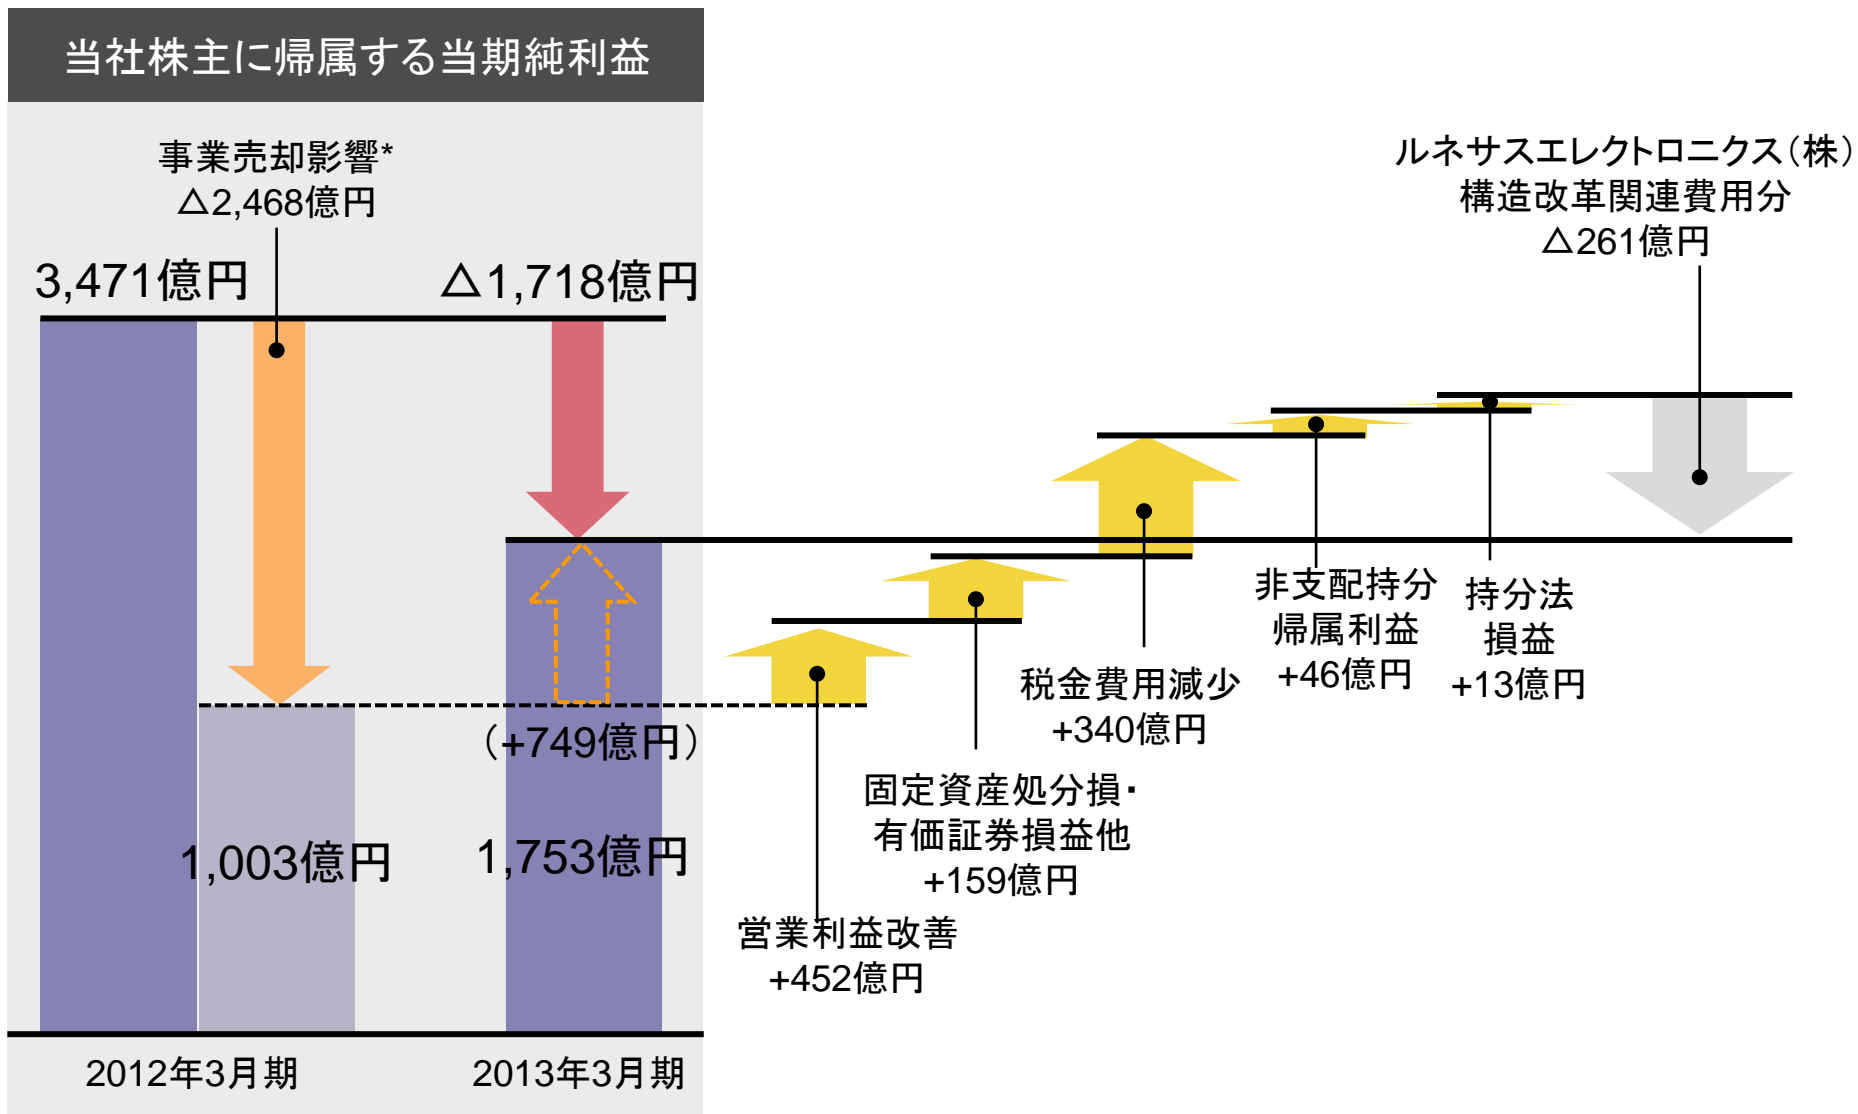 当社株主に帰属する当期純利益
事業売却影響*
△2,468億円
3,471億円
△1,718億円
(+749億円)
1,003億円
1,753億円
2012年3月期
2013年3月期
営業利益改善
+452億円
固定資産処分損・
有価証券損益他
+159億円
税金費用減少
+340億円
非支配持分
帰属利益
+46億円
持分法
損益
+13億円
ルネサスエレクトロニクス(株)
構造改革関連費用分
△261億円